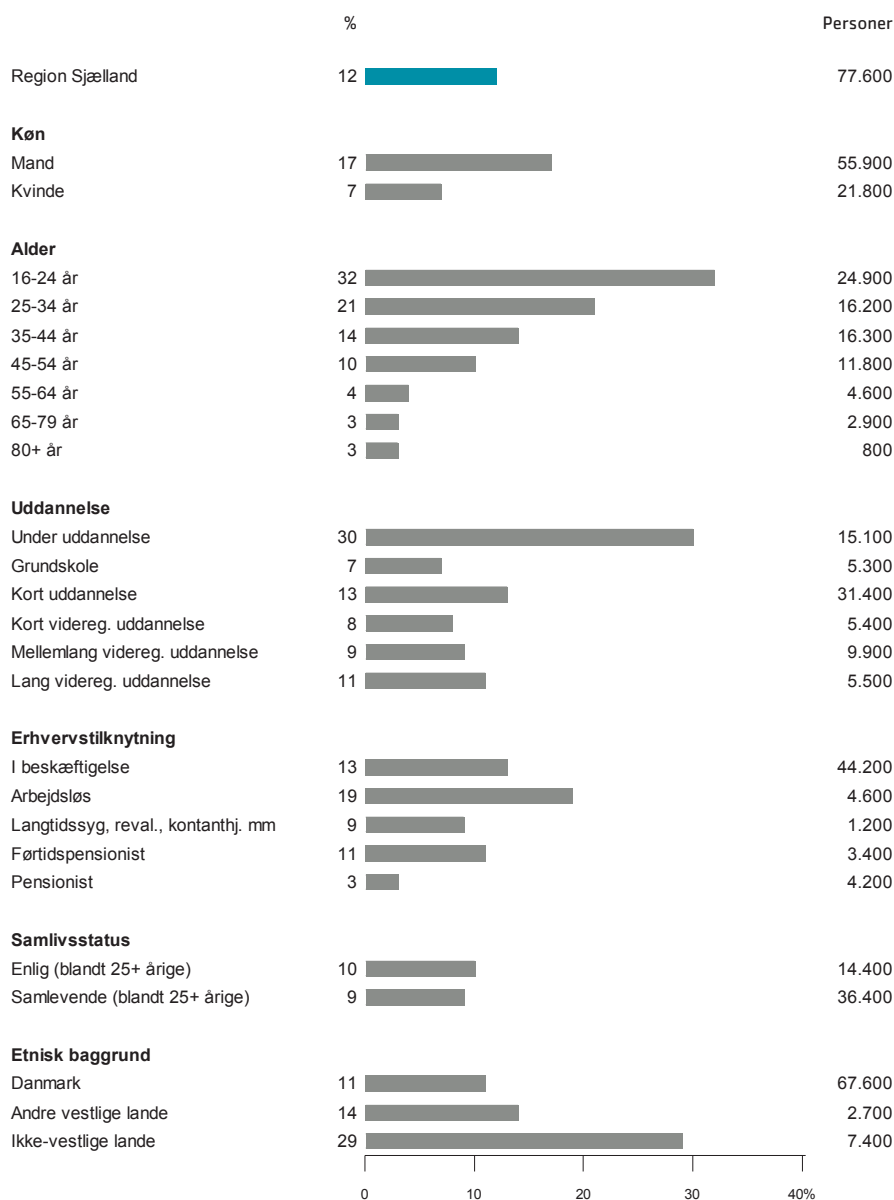 % Personer
Region Sjælland 12 77.600
Køn
Mand 17 55.900
Kvinde 7 21.800
Alder
16-24 år 32 24.900
25-34 år 21 16.200
35-44 år 14 16.300
45-54 år 10 11.800
55-64 år 4 4.600
65-79 år 3 2.900
80+ år 3 800
Uddannelse
Under uddannelse 30 15.100
Grundskole 7 5.300
Kort uddannelse 13 31.400
Kort videreg. uddannelse 8 5.400
Mellemlang videreg. uddannelse 9 9.900
Lang videreg. uddannelse 11 5.500
Erhvervstilknytning
I beskæftigelse 13 44.200
Arbejdsløs 19 4.600
Langtidssyg, reval., kontanthj. mm 9 1.200
Førtidspensionist 11 3.400
Pensionist 3 4.200
Samlivsstatus
Enlig (blandt 25+ årige) 10 14.400
Samlevende (blandt 25+ årige) 9 36.400
Etnisk baggrund
Danmark 11 67.600
Andre vestlige lande 14 2.700
Ikke-vestlige lande 29 7.400
0 10 20 30 40%